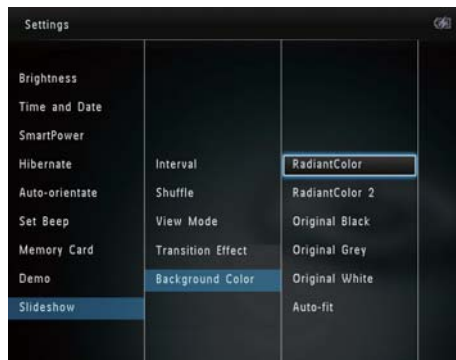 Settings
Brightness
Time and Date
SmartPower
Hibernate
Auto-orientate
Set Beep
Memory Card
Demo
Slideshow
Interval
Shuffle
View Mode
Transition Effect
Background Color
RadiantColor
RadiantColor 2
Original Black
Original Grey
Original White
Auto-fit